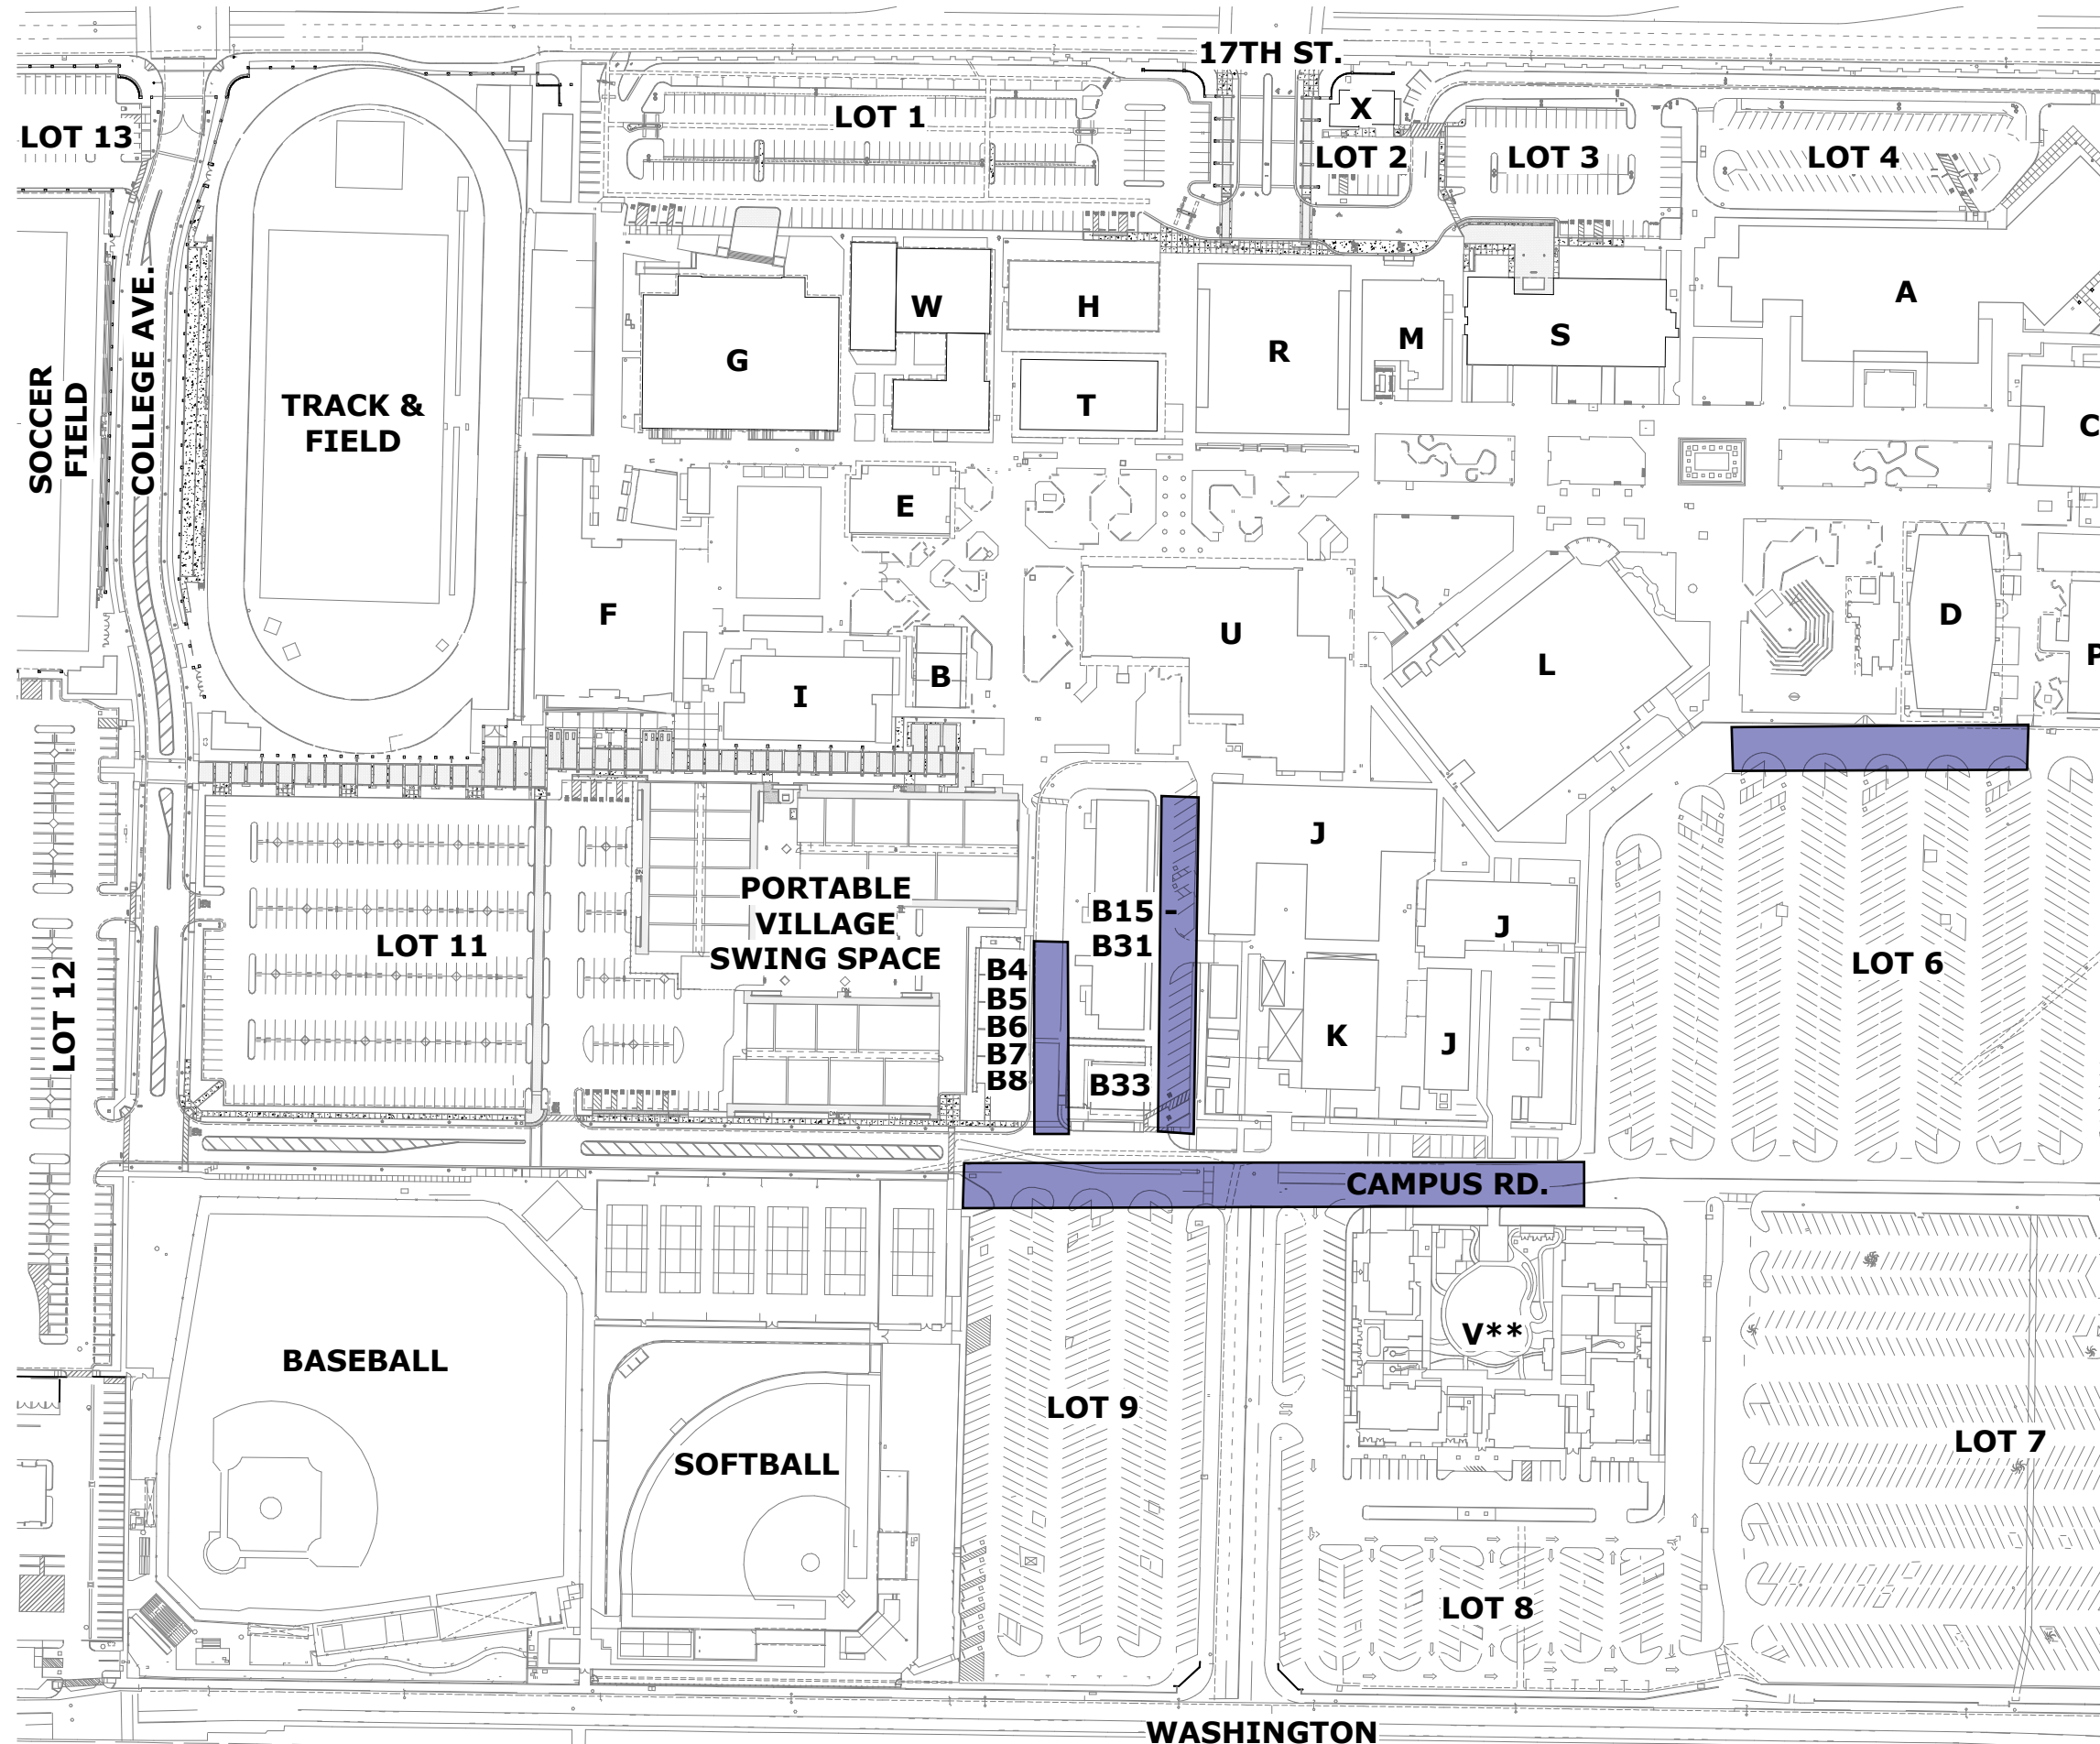 17TH ST.
LOT 13
LOT 1
X
LOT 2
LOT 3
LOT 4
COLLEGE AVE.
SOCCER
FIELD
TRACK &
FIELD
G
W
H
T
R
M
S
A
C
E
F
I
B
U
L
D
P
LOT 12
LOT 11
PORTABLE
VILLAGE
SWING SPACE
B4
B5
B6
B7
B8
B15 -
B31
B33
J
J
K
J
LOT 6
CAMPUS RD.
BASEBALL
SOFTBALL
LOT 9
V**
LOT 7
LOT 8
WASHINGTON